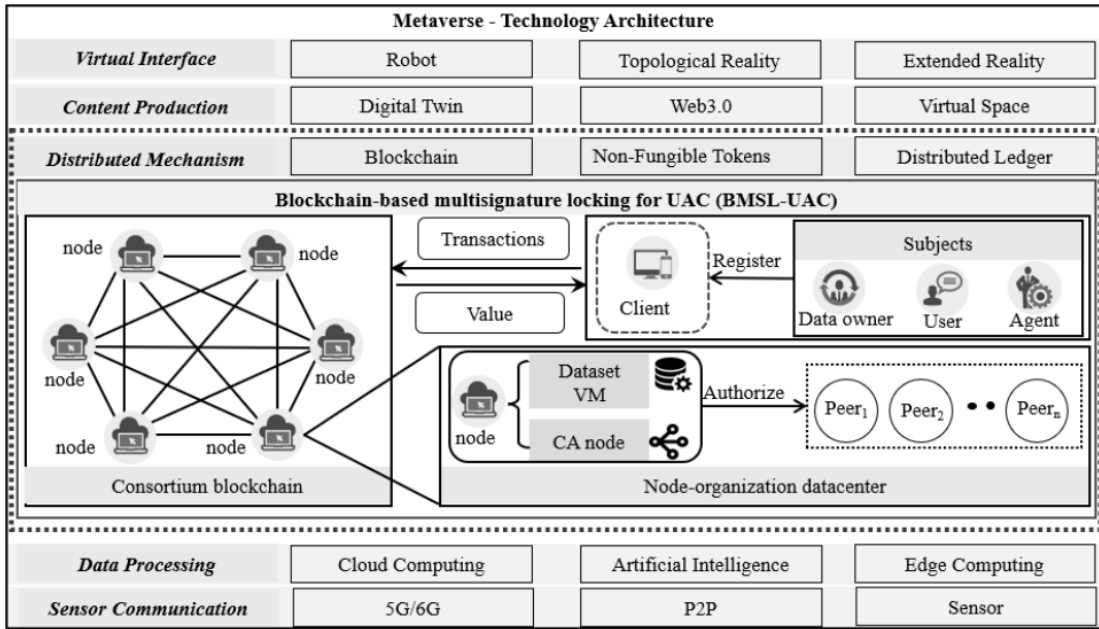 Metaverse - Technology Architecture
Virtual Interface Robot Topological Reality Extended Reality
Content Production Digital Twin Web3.0 Virtual Space
Distributed Mechanism Blockchain Non-Fungible Tokens Distributed Ledger
Blockchain-based multisignature locking for UAC (BMSL-UAC)
node
node
node
node
node
node
Consortium blockchain
Transactions
Value
Client
Register
Subjects
Data owner User Agent
node
Dataset
VM
CA node
Authorize
Peer1 Peer2 •• Peern
Node-organization datacenter
Data Processing Cloud Computing Artificial Intelligence Edge Computing
Sensor Communication 5G/6G P2P Sensor